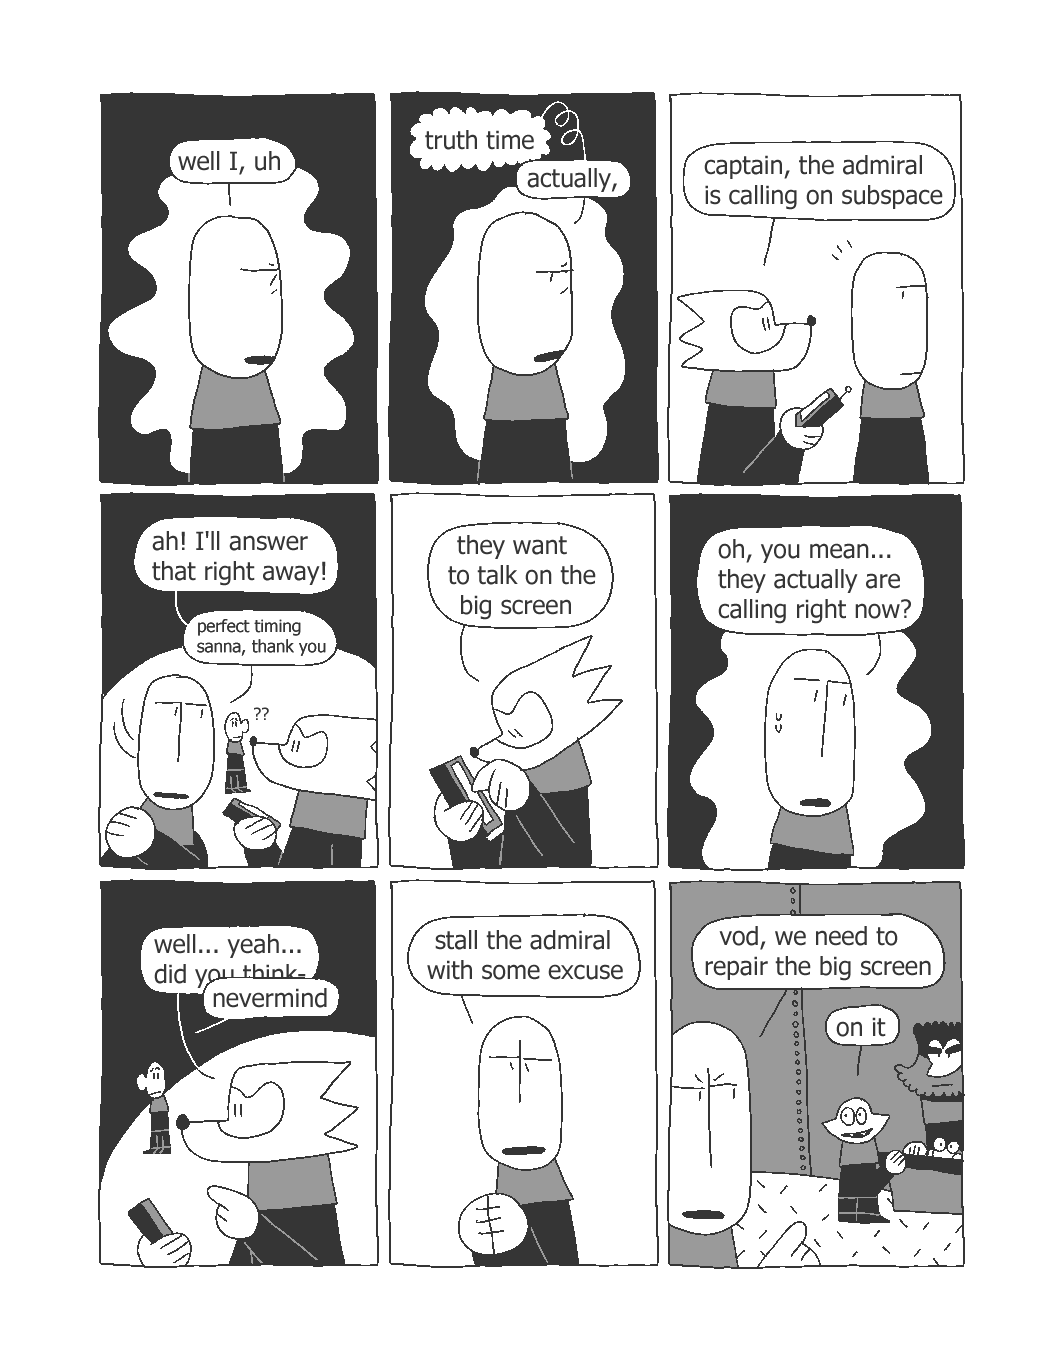 well I, uh
truth time
actually,
captain, the admiral
is calling on subspace
ah! I'll answer
that right away!
perfect timing
sanna, thank you
??
they want
to talk on the
big screen
oh, you mean...
they actually are
calling right now?
well... yeah...
did you think-
nevermind
stall the admiral
with some excuse
vod, we need to
repair the big screen
on it